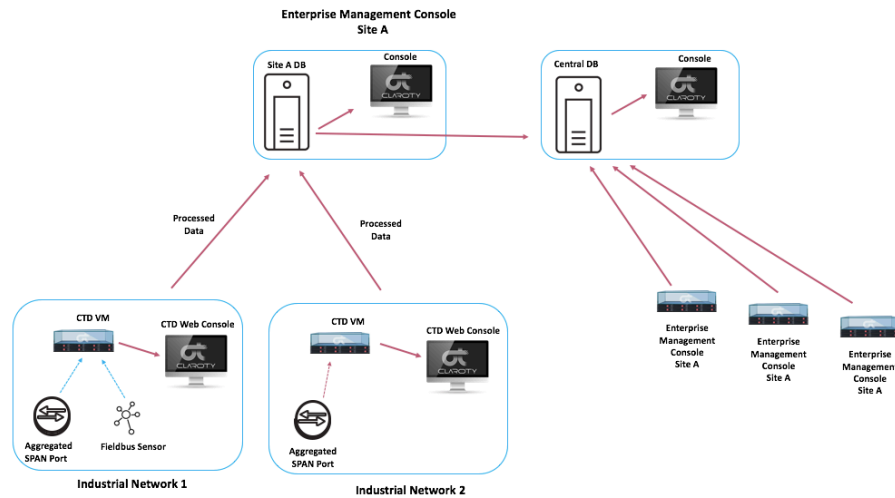 Enterprise Management Console
Site A
Site A DB
Console
CLAROTY
Central DB
Console
CLAROTY
Processed
Data
Processed
Data
CTD VM
CTD Web Console
CLAROTY
Aggregated
SPAN Port
Fieldbus Sensor
Industrial Network 1
CTD VM
CTD Web Console
CLAROTY
Aggregated
SPAN Port
Industrial Network 2
Enterprise
Management
Console
Site A
Enterprise
Management
Console
Site A
Enterprise
Management
Console
Site A